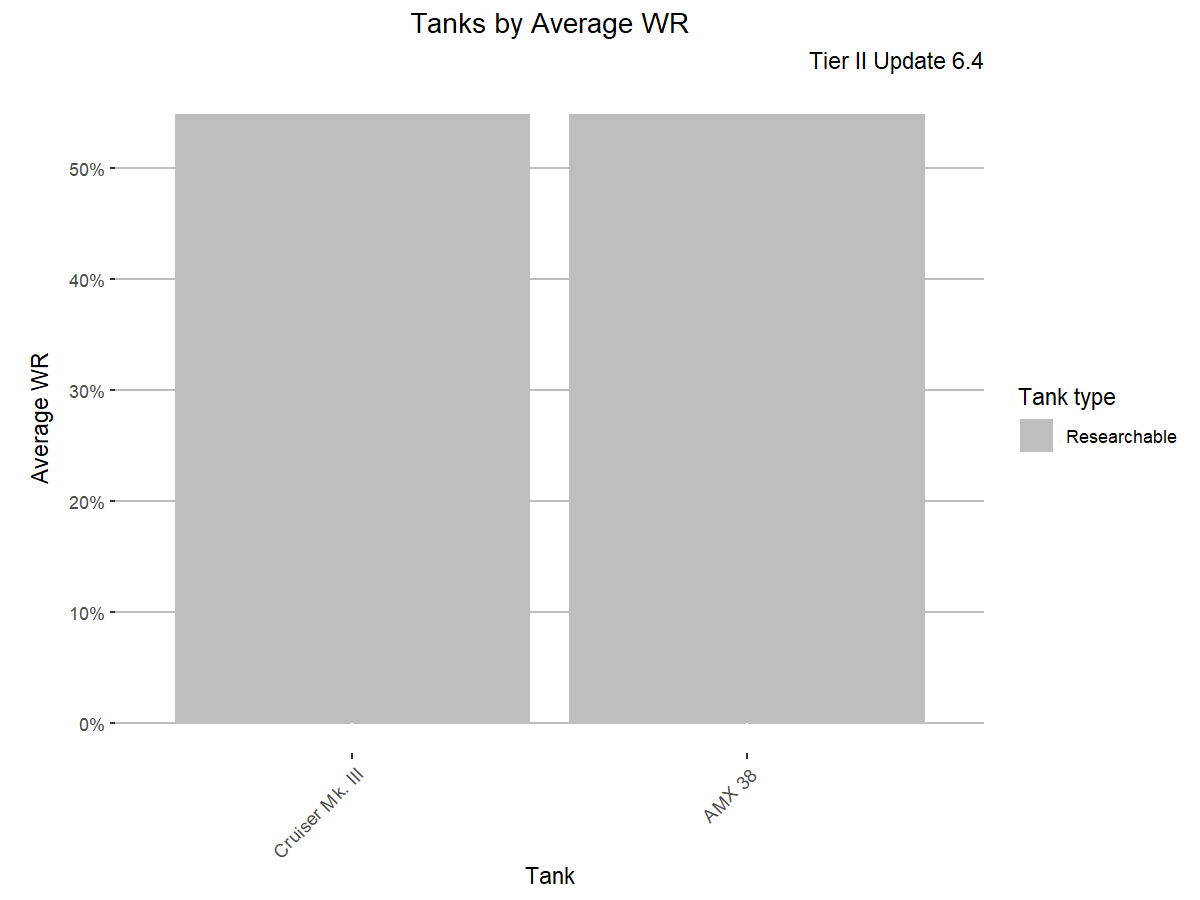 Tanks by Average WR
Tier II Update 6.4
Average WR
50%
40%
30%
20%
10%
0%
Cruiser Mk. III
AMX 38
Tank
Tank type
Researchable